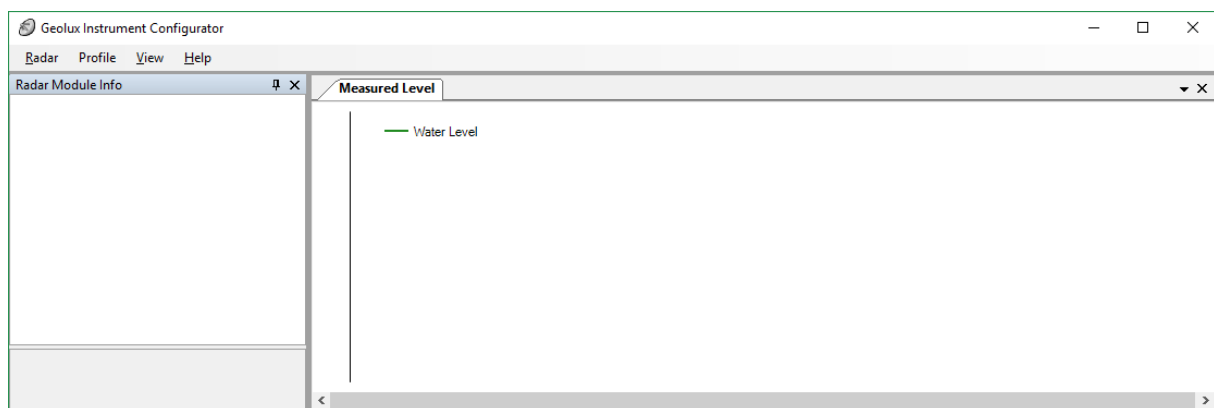 Geolux Instrument Configurator
Radar Profile View Help
Radar Module Info
Measured Level
Water Level